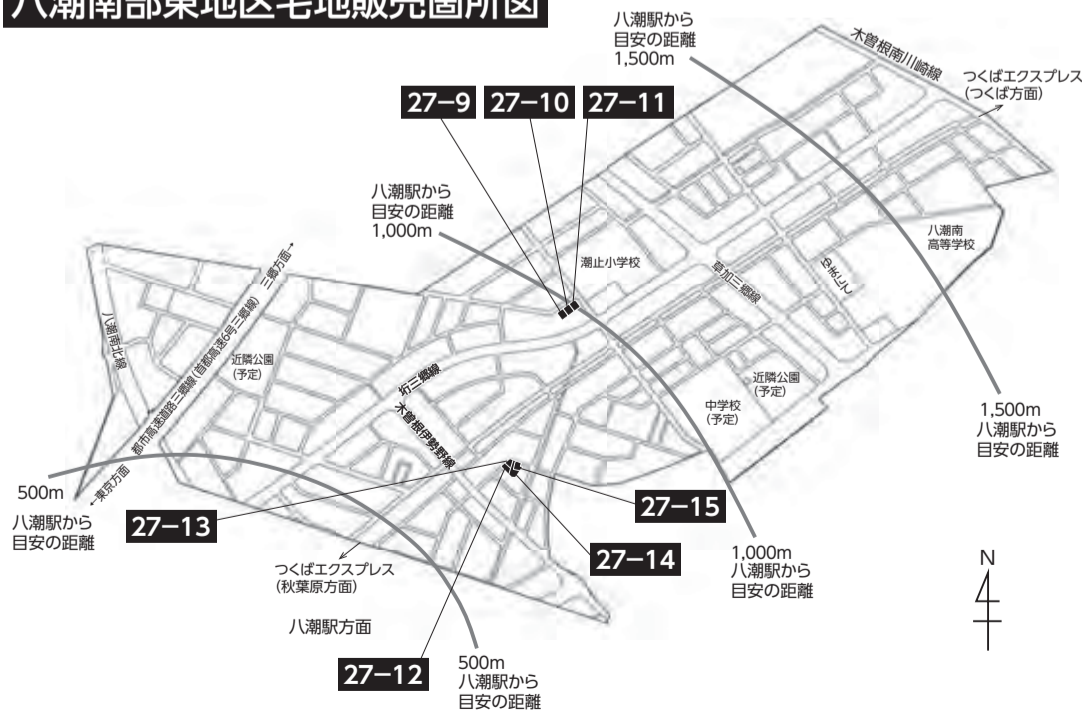 八潮南部東地区宅地販売箇所図
八潮駅から
目安の距離
1,500m
木曽根南川崎線
つくばエクスプレス
(つくば方面)
27-9
27-10
27-11
八潮駅から
目安の距離
1,000m
潮止小学校
八潮南
高等学校
やまじてん
草加三郷線
三郷方面→
都市高速道路三郷線(首都高速6号三郷線)
←東京方面
八潮南北線
近隣公園
(予定)
垳三郷線
木曽根伊勢野線
近隣公園
(予定)
中学校
(予定)
1,500m
八潮駅から
目安の距離
500m
八潮駅から
目安の距離
27-13
27-15
27-14
つくばエクスプレス
(秋葉原方面)
1,000m
八潮駅から
目安の距離
N
八潮駅方面
27-12
500m
八潮駅から
目安の距離